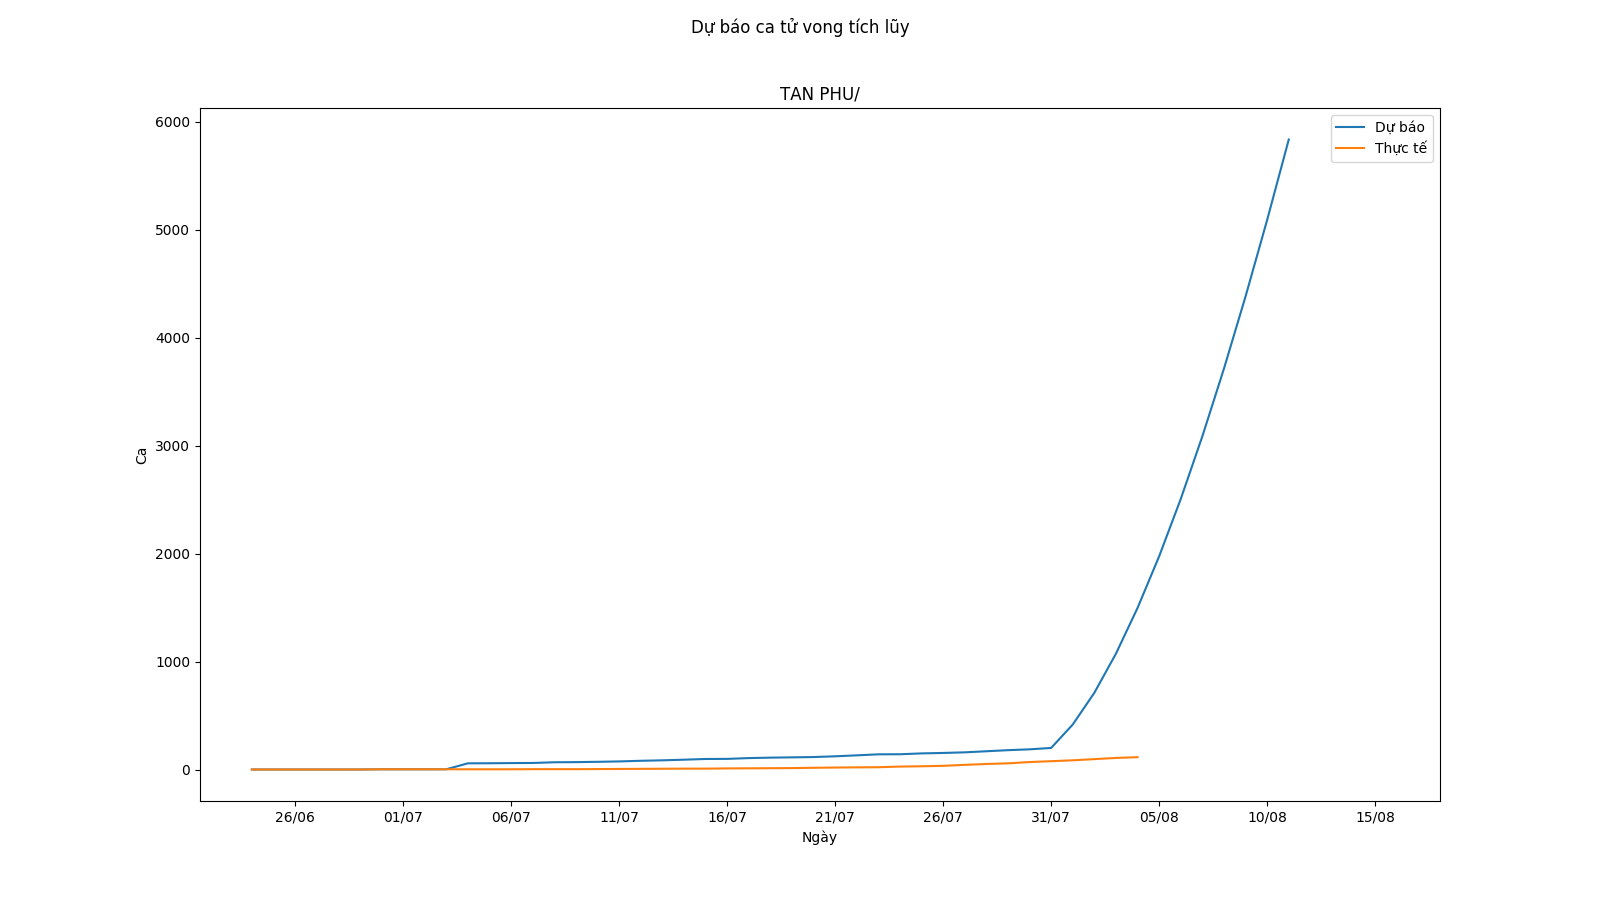 Dự báo ca tử vong tích lũy
TAN PHU/
6000
5000
4000
3000
2000
1000
0
Ca
Dự báo
Thực tế
26/06 01/07 06/07 11/07 16/07 21/07 26/07 31/07 05/08 10/08 15/08
Ngày